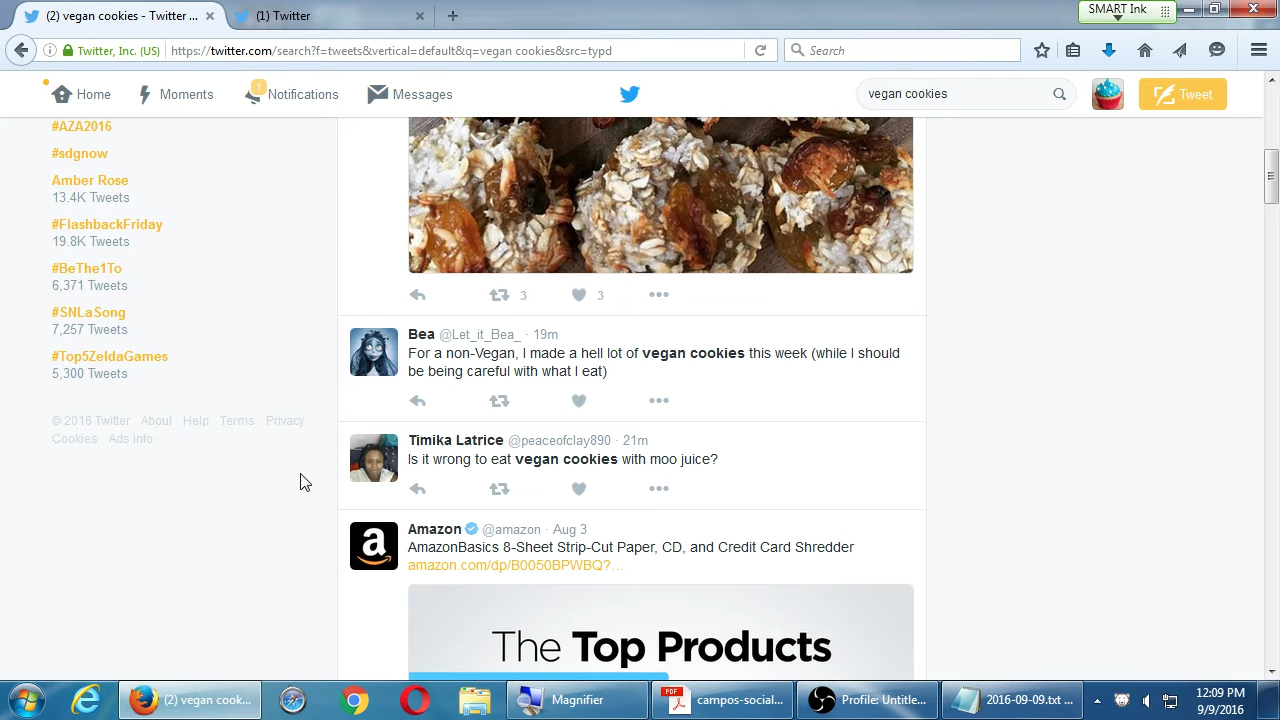 (2) vegan cookies - Twitter ...
(1) Twitter
SMART Ink
Twitter, Inc. (US)
https://twitter.com/search?f=tweets&vertical=default&q=vegan cookies&src=typd
Search
Home
Moments
1
Notifications
Messages
vegan cookies
Tweet
#AZA2016
#sdgnow
Amber Rose
13.4K Tweets
#FlashbackFriday
19.8K Tweets
#BeThe1To
6,371 Tweets
#SNLaSong
7,257 Tweets
#Top5ZeldaGames
5,300 Tweets
© 2016 Twitter About Help Terms Privacy
Cookies Ads info
3
3
Bea @Let_it_Bea_ · 19m
For a non-Vegan, I made a hell lot of vegan cookies this week (while I should
be being careful with what I eat)
Timika Latrice @peaceofclay890 · 21m
Is it wrong to eat vegan cookies with moo juice?
Amazon @amazon · Aug 3
AmazonBasics 8-Sheet Strip-Cut Paper, CD, and Credit Card Shredder
amazon.com/dp/B0050BPWBQ?...
The Top Products
(2) vegan cook...
Magnifier
PDF
campos-social...
Profile: Untitle...
2016-09-09.txt ...
12:09 PM
9/9/2016